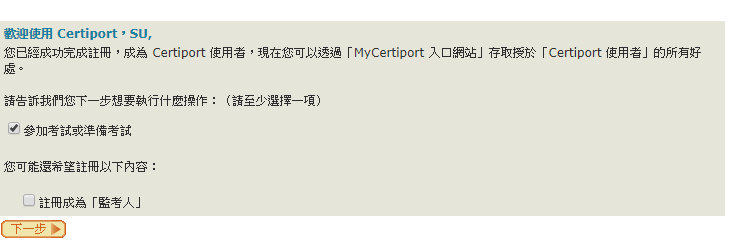 歡迎使用 Certiport，SU,
您已經成功完成註冊，成為 Certiport 使用者，現在您可以透過「MyCertiport 入口網站」存取授於「Certiport 使用者」的所有好
處。
請告訴我們您下一步想要執行什麼操作：（請至少選擇一項）
參加考試或準備考試
您可能還希望註冊以下內容：
註冊成為「監考人」
下一步